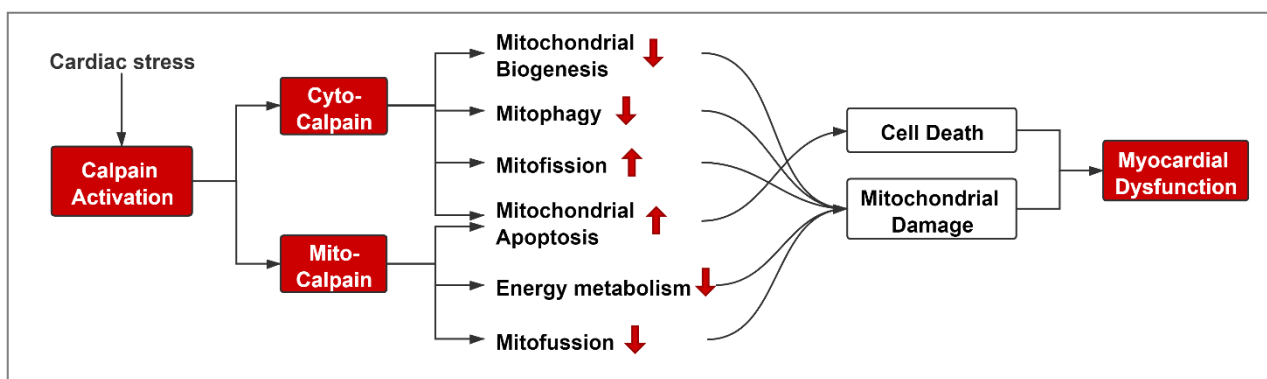 Cardiac stress
Calpain
Activation
Cyto-
Calpain
Mito-
Calpain
Mitochondrial
Biogenesis
Mitophagy
Mitofission
Mitochondrial
Apoptosis
Energy metabolism
Mitofussion
Cell Death
Mitochondrial
Damage
Myocardial
Dysfunction